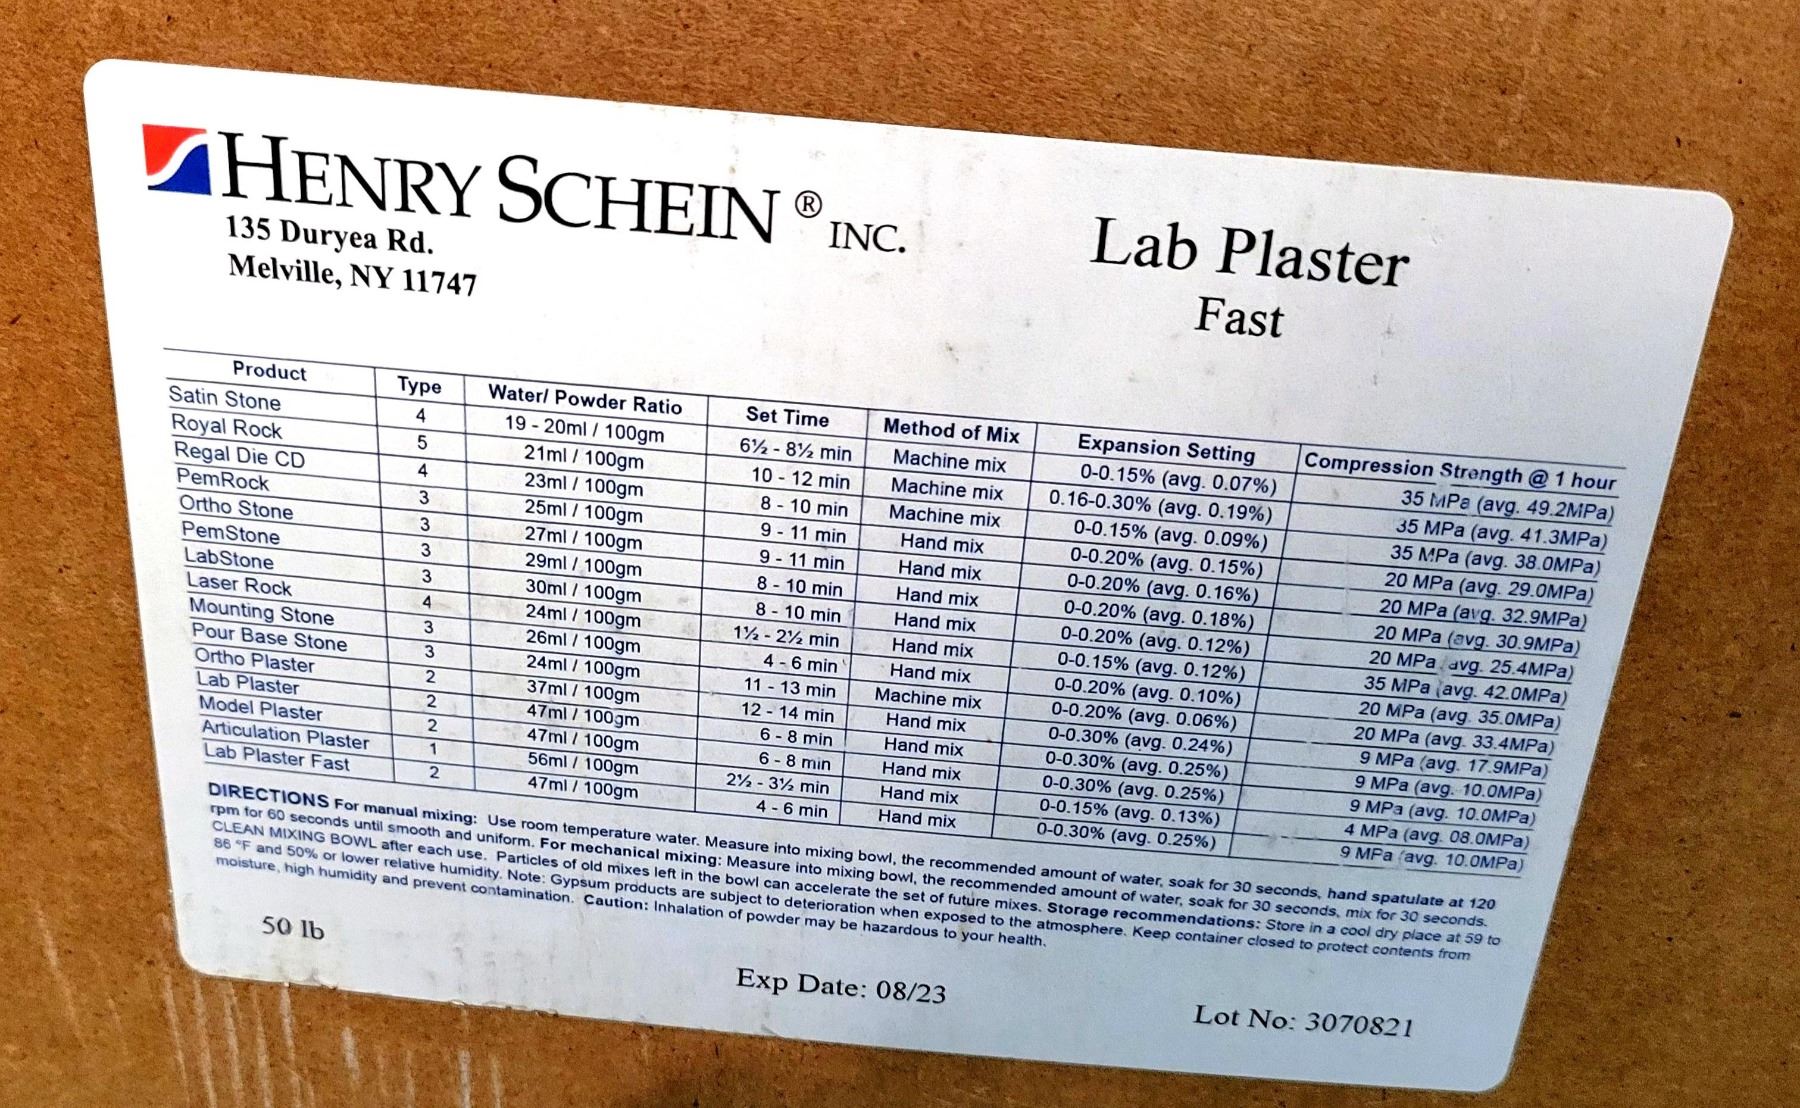 HENRY SCHEIN® INC.
135 Duryea Rd.
Melville, NY 11747
Lab Plaster
Fast
Product Type Water/ Powder Ratio Set Time Method of Mix Expansion Setting Compression Strength @ 1 hour
Satin Stone 4 19 - 20ml / 100gm 6½ - 8½ min Machine mix 0-0.15% (avg. 0.07%) 35 MPa (avg. 49.2MPa)
Royal Rock 5 21ml / 100gm 10 - 12 min Machine mix 0.16-0.30% (avg. 0.19%) 35 MPa (avg. 41.3MPa)
Regal Die CD 4 23ml / 100gm 8 - 10 min Machine mix 0-0.15% (avg. 0.09%) 35 MPa (avg. 38.0MPa)
PemRock 3 25ml / 100gm 9 - 11 min Hand mix 0-0.20% (avg. 0.15%) 20 MPa (avg. 29.0MPa)
Ortho Stone 3 27ml / 100gm 9 - 11 min Hand mix 0-0.20% (avg. 0.16%) 20 MPa (avg. 32.9MPa)
PemStone 3 29ml / 100gm 8 - 10 min Hand mix 0-0.20% (avg. 0.18%) 20 MPa (avg. 30.9MPa)
LabStone 3 30ml / 100gm 8 - 10 min Hand mix 0-0.20% (avg. 0.12%) 20 MPa (avg. 25.4MPa)
Laser Rock 4 24ml / 100gm 1½ - 2½ min Hand mix 0-0.15% (avg. 0.12%) 35 MPa (avg. 42.0MPa)
Mounting Stone 3 26ml / 100gm 4 - 6 min Hand mix 0-0.20% (avg. 0.10%) 20 MPa (avg. 35.0MPa)
Pour Base Stone 3 24ml / 100gm 11 - 13 min Machine mix 0-0.20% (avg. 0.06%) 20 MPa (avg. 33.4MPa)
Ortho Plaster 2 37ml / 100gm 12 - 14 min Hand mix 0-0.30% (avg. 0.24%) 9 MPa (avg. 17.9MPa)
Lab Plaster 2 47ml / 100gm 6 - 8 min Hand mix 0-0.30% (avg. 0.25%) 9 MPa (avg. 10.0MPa)
Model Plaster 2 47ml / 100gm 6 - 8 min Hand mix 0-0.30% (avg. 0.25%) 9 MPa (avg. 10.0MPa)
Articulation Plaster 1 56ml / 100gm 2½ - 3½ min Hand mix 0-0.15% (avg. 0.13%) 4 MPa (avg. 08.0MPa)
Lab Plaster Fast 2 47ml / 100gm 4 - 6 min Hand mix 0-0.30% (avg. 0.25%) 9 MPa (avg. 10.0MPa)
DIRECTIONS For manual mixing: Use room temperature water. Measure into mixing bowl, the recommended amount of water, soak for 30 seconds, hand spatulate at 120
rpm for 60 seconds until smooth and uniform. For mechanical mixing: Measure into mixing bowl, the recommended amount of water, soak for 30 seconds, mix for 30 seconds.
CLEAN MIXING BOWL after each use. Particles of old mixes left in the bowl can accelerate the set of future mixes. Storage recommendations: Store in a cool dry place at 59 to
86 °F and 50% or lower relative humidity. Note: Gypsum products are subject to deterioration when exposed to the atmosphere. Keep container closed to protect contents from
moisture, high humidity and prevent contamination. Caution: Inhalation of powder may be hazardous to your health.
50 lb
Exp Date: 08/23
Lot No: 3070821